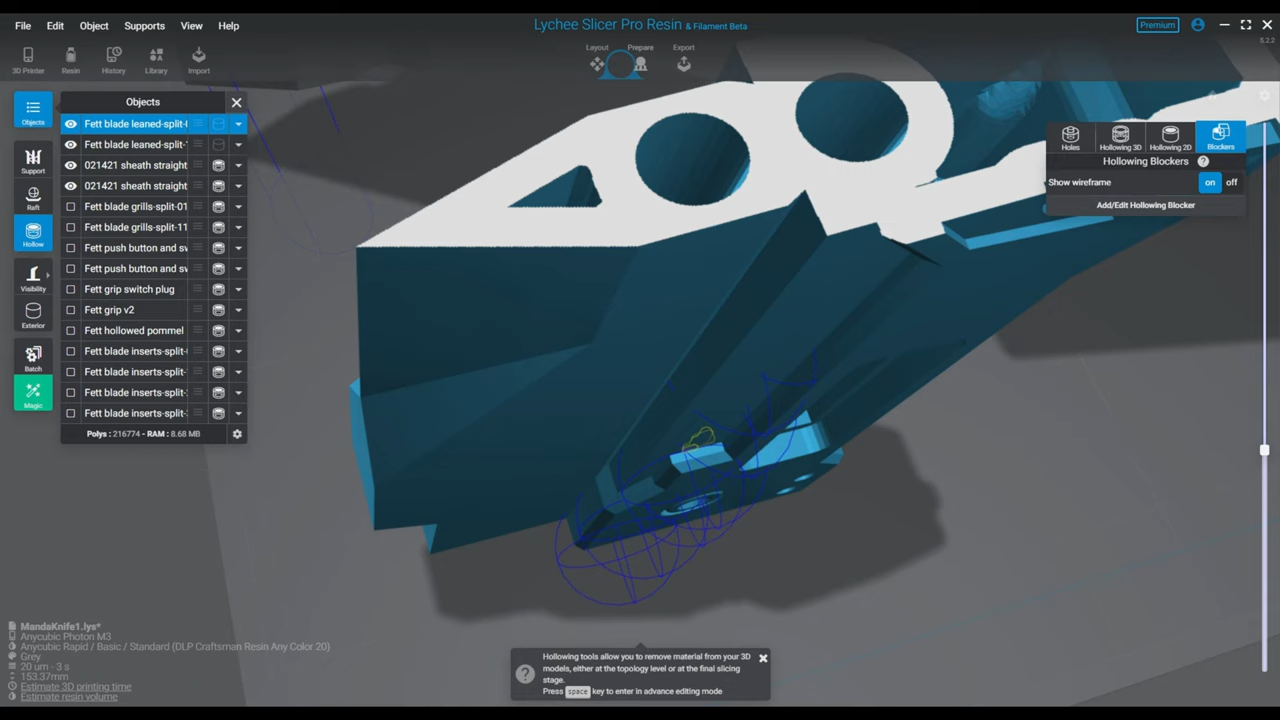 File Edit Object Supports View Help
Lychee Slicer Pro Resin & Filament Beta
Premium
5.2.2
3D Printer Resin History Library Import
Layout Prepare Export
Objects
Support
Raft
Hollow
Visibility
Exterior
Batch
Magic
Objects
Fett blade leaned-split-
Fett blade leaned-split-
021421 sheath straight
021421 sheath straight
Fett blade grills-split-01
Fett blade grills-split-11
Fett push button and sw
Fett push button and sw
Fett grip switch plug
Fett grip v2
Fett hollowed pommel
Fett blade inserts-split-
Fett blade inserts-split-
Fett blade inserts-split-
Fett blade inserts-split-
Polys : 216774 - RAM : 8.68 MB
Holes Hollowing 3D Hollowing 2D Blockers
Hollowing Blockers ?
Show wireframe on off
Add/Edit Hollowing Blocker
MandaKnife1.lys*
Anycubic Photon M3
Anycubic Rapid / Basic / Standard (DLP Craftsman Resin Any Color 20)
Grey
20 um - 3 s
153.37mm
Estimate 3D printing time
Estimate resin volume
? Hollowing tools allow you to remove material from your 3D
models, either at the topology level or at the final slicing
stage.
Press space key to enter in advance editing mode